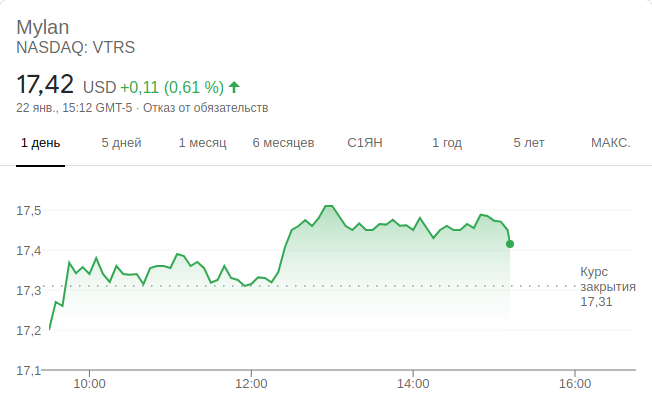 Mylan
NASDAQ: VTRS
17,42 USD +0,11 (0,61 %)
22 янв., 15:12 GMT-5 · Отказ от обязательств
1 день 5 дней 1 месяц 6 месяцев С1ЯН 1 год 5 лет МАКС.
17,5
17,4
Курс
закрытия
17,3
17,31
17,2
17,1
10:00 12:00 14:00 16:00